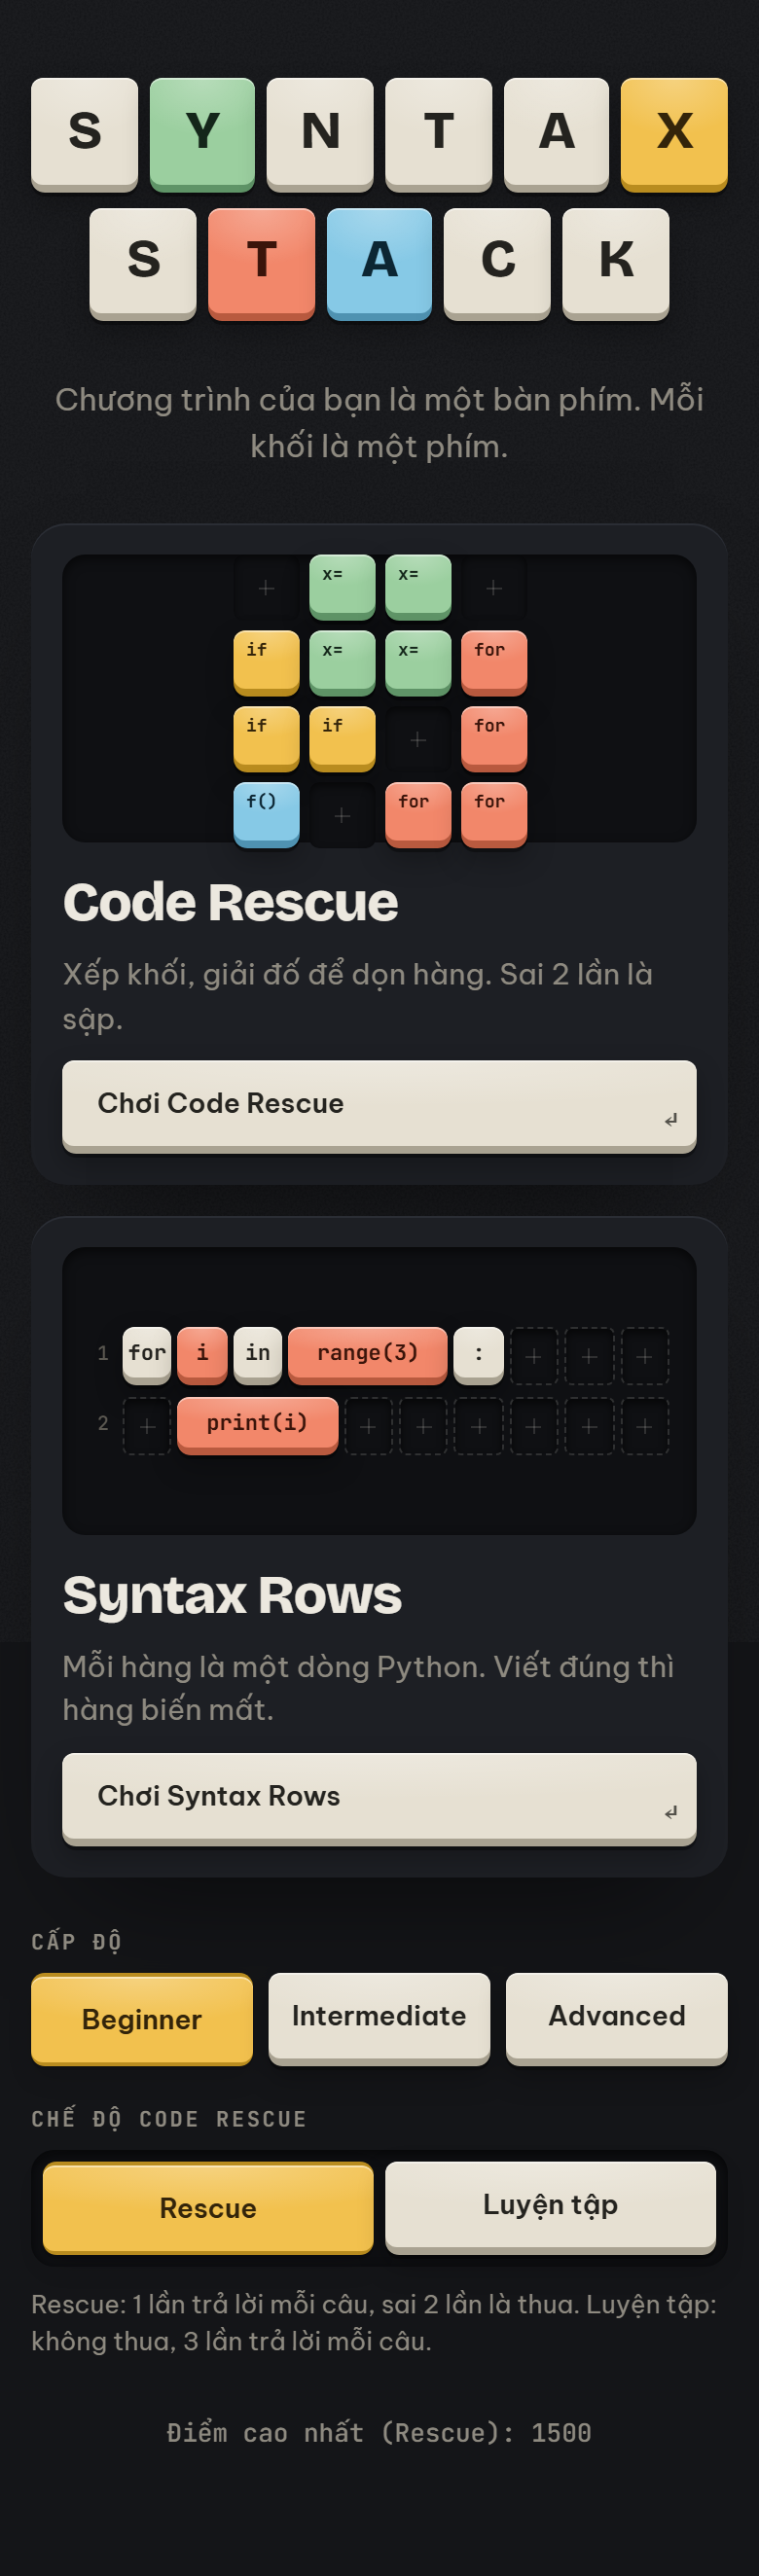 SYNTAX
STACK
Chương trình của bạn là một bàn phím. Mỗi
khối là một phím.
+ x= x= +
if x= x= for
if if + for
f() + for for
Code Rescue
Xếp khối, giải đố để dọn hàng. Sai 2 lần là
sập.
Chơi Code Rescue ↵
1 for i in range(3) : + + +
2 + print(i) + + + + + +
Syntax Rows
Mỗi hàng là một dòng Python. Viết đúng thì
hàng biến mất.
Chơi Syntax Rows ↵
CẤP ĐỘ
Beginner Intermediate Advanced
CHẾ ĐỘ CODE RESCUE
Rescue Luyện tập
Rescue: 1 lần trả lời mỗi câu, sai 2 lần là thua. Luyện tập:
không thua, 3 lần trả lời mỗi câu.
Điểm cao nhất (Rescue): 1500